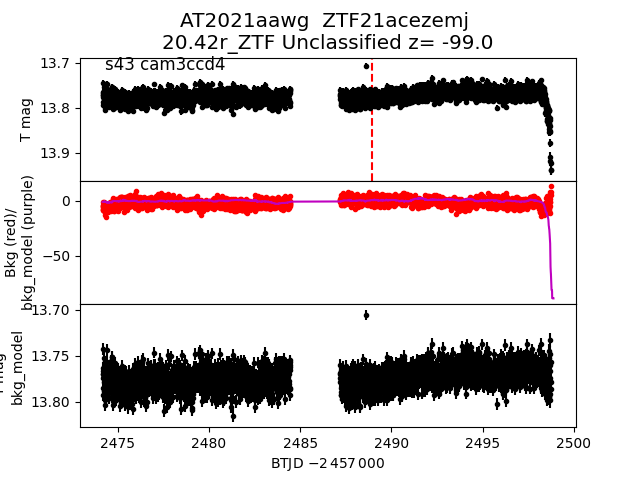 AT2021aawg  ZTF21acezemj
20.42r_ZTF Unclassified z= -99.0
s43 cam3ccd4
13.7
13.8
13.9
T mag
0
−50
Bkg (red)/
bkg_model (purple)
13.70
13.75
13.80
mag
bkg_model
2475
2480
2485
2490
2495
2500
BTJD −2 457 000